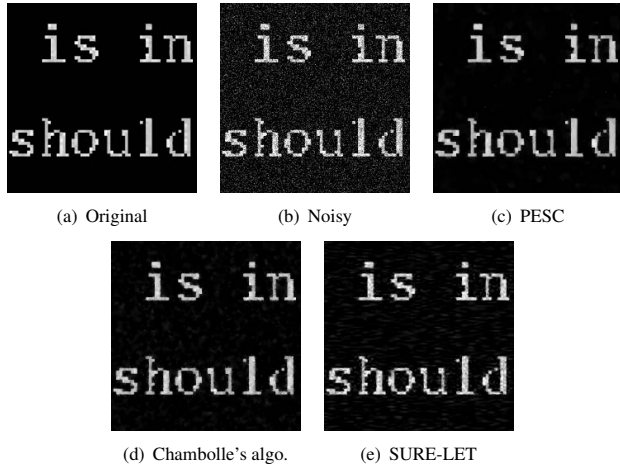 is in
should
is in
should
is in
should
(a) Original
(b) Noisy
(c) PESC
is in
should
is in
should
(d) Chambolle's algo.
(e) SURE-LET